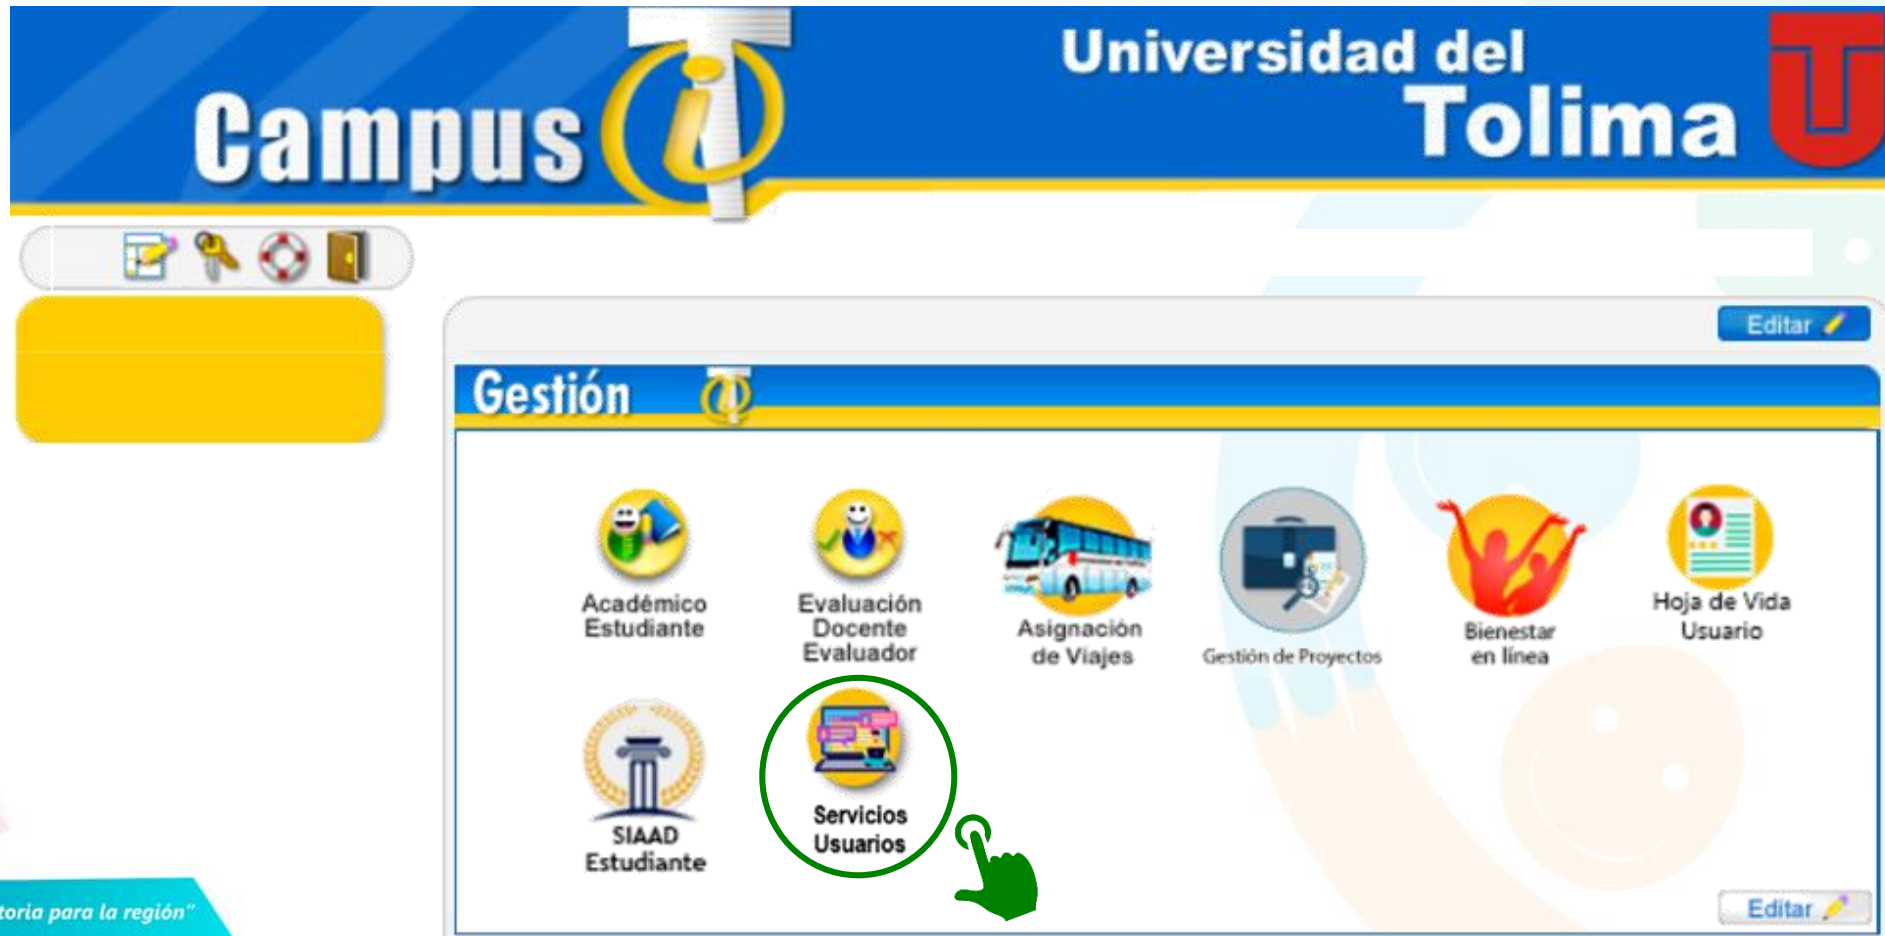 Campus
Universidad del
Tolima
Editar
Gestión
Académico
Estudiante
Evaluación
Docente
Evaluador
Asignación
de Viajes
Gestión de Proyectos
Bienestar
en línea
Hoja de Vida
Usuario
SIAAD
Estudiante
Servicios
Usuarios
toria para la región"
Editar